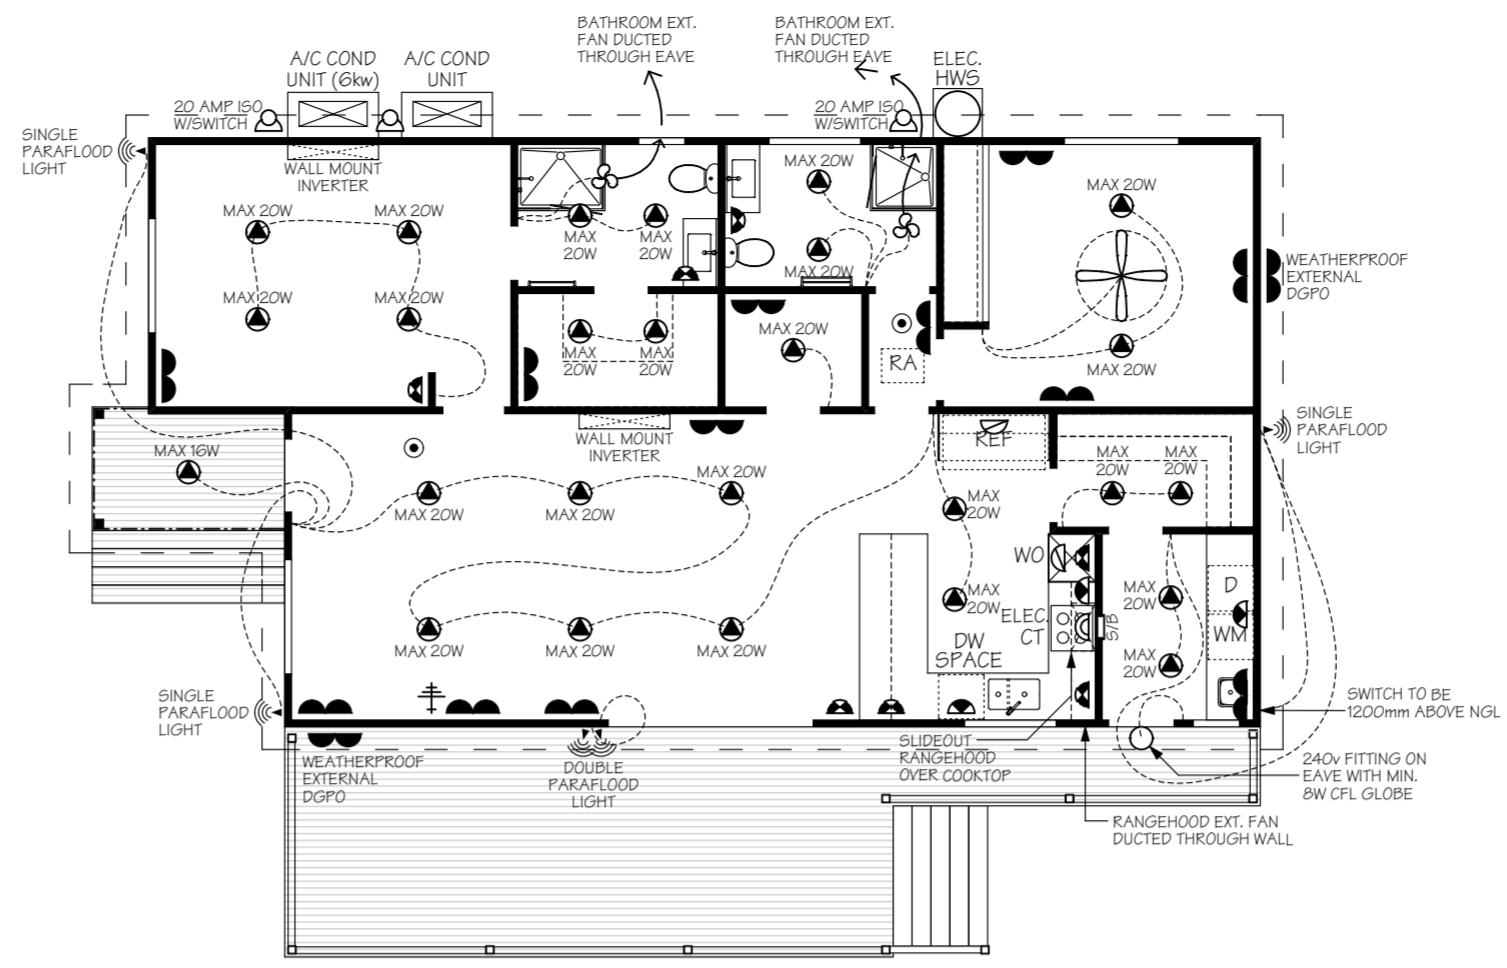 BATHROOM EXT.
FAN DUCTED
THROUGH EAVE
BATHROOM EXT.
FAN DUCTED
THROUGH EAVE
A/C COND
UNIT (6kw)
A/C COND
UNIT
ELEC.
HWS
20 AMP ISO
W/SWITCH
20 AMP ISO
W/SWITCH
SINGLE
PARAFLOOD
LIGHT
WALL MOUNT
INVERTER
MAX 20W
MAX 20W
MAX 20W
MAX 20W
MAX
20W
MAX
20W
MAX 20W
MAX 20W
MAX 20W
MAX 20W
WEATHERPROOF
EXTERNAL
DGPO
MAX
20W
MAX
20W
MAX 20W
RA
WALL MOUNT
INVERTER
REF
SINGLE
PARAFLOOD
LIGHT
MAX 16W
MAX 20W
MAX 20W
MAX 20W
MAX
20W
MAX
20W
MAX
20W
WO
MAX
20W
ELEC.
CT
S/B
MAX
20W
D
WM
MAX
20W
MAX 20W
MAX 20W
MAX 20W
DW
SPACE
SINGLE
PARAFLOOD
LIGHT
SWITCH TO BE
1200mm ABOVE NGL
WEATHERPROOF
EXTERNAL
DGPO
DOUBLE
PARAFLOOD
LIGHT
SLIDEOUT
RANGEHOOD
OVER COOKTOP
240v FITTING ON
EAVE WITH MIN.
8W CFL GLOBE
RANGEHOOD EXT. FAN
DUCTED THROUGH WALL